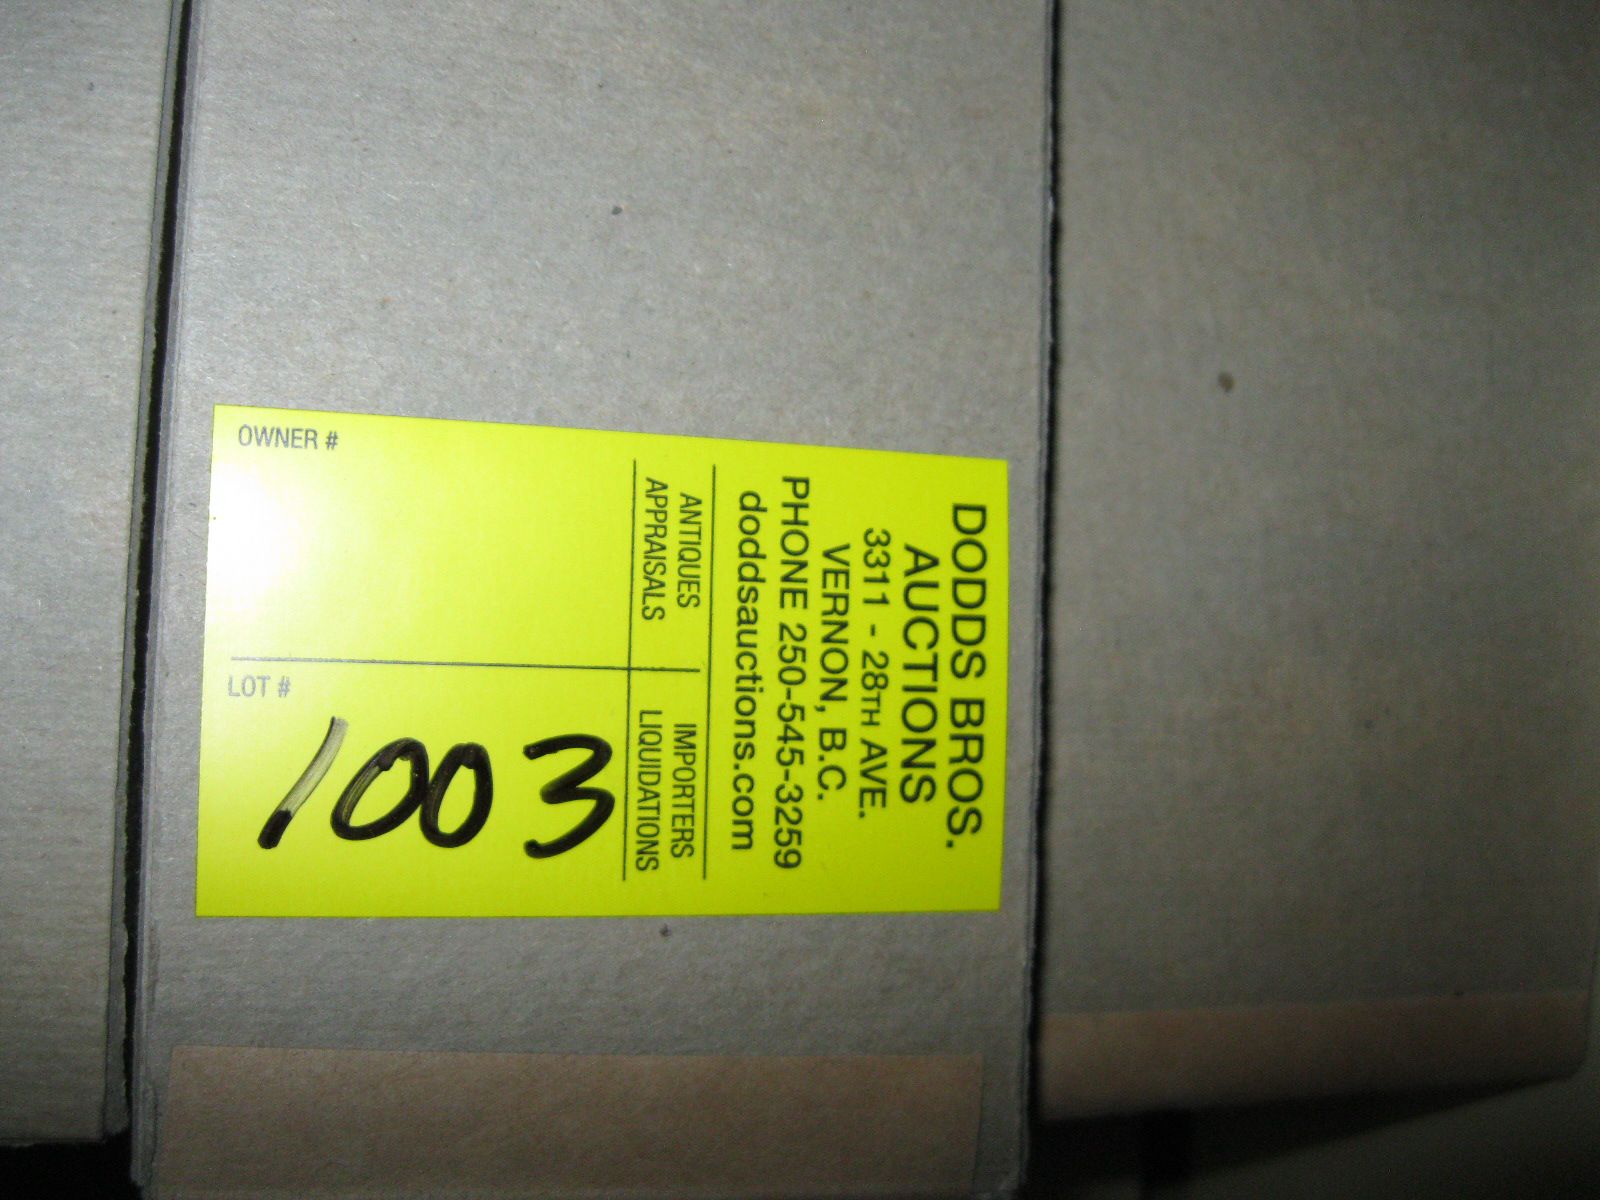 DODDS BROS.
AUCTIONS
3311 - 28TH AVE.
VERNON, B.C.
PHONE 250-545-3259
doddsauctions.com
ANTIQUES
APPRAISALS
IMPORTERS
LIQUIDATIONS
OWNER #
LOT #
1003